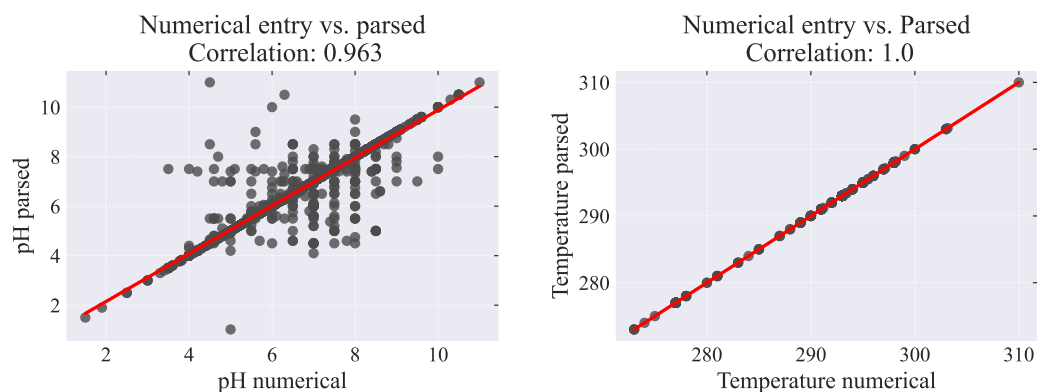 Numerical entry vs. parsed
Correlation: 0.963
pH parsed
10
8
6
4
2
2 4 6 8 10
pH numerical
Numerical entry vs. Parsed
Correlation: 1.0
Temperature parsed
310
300
290
280
280 290 300 310
Temperature numerical